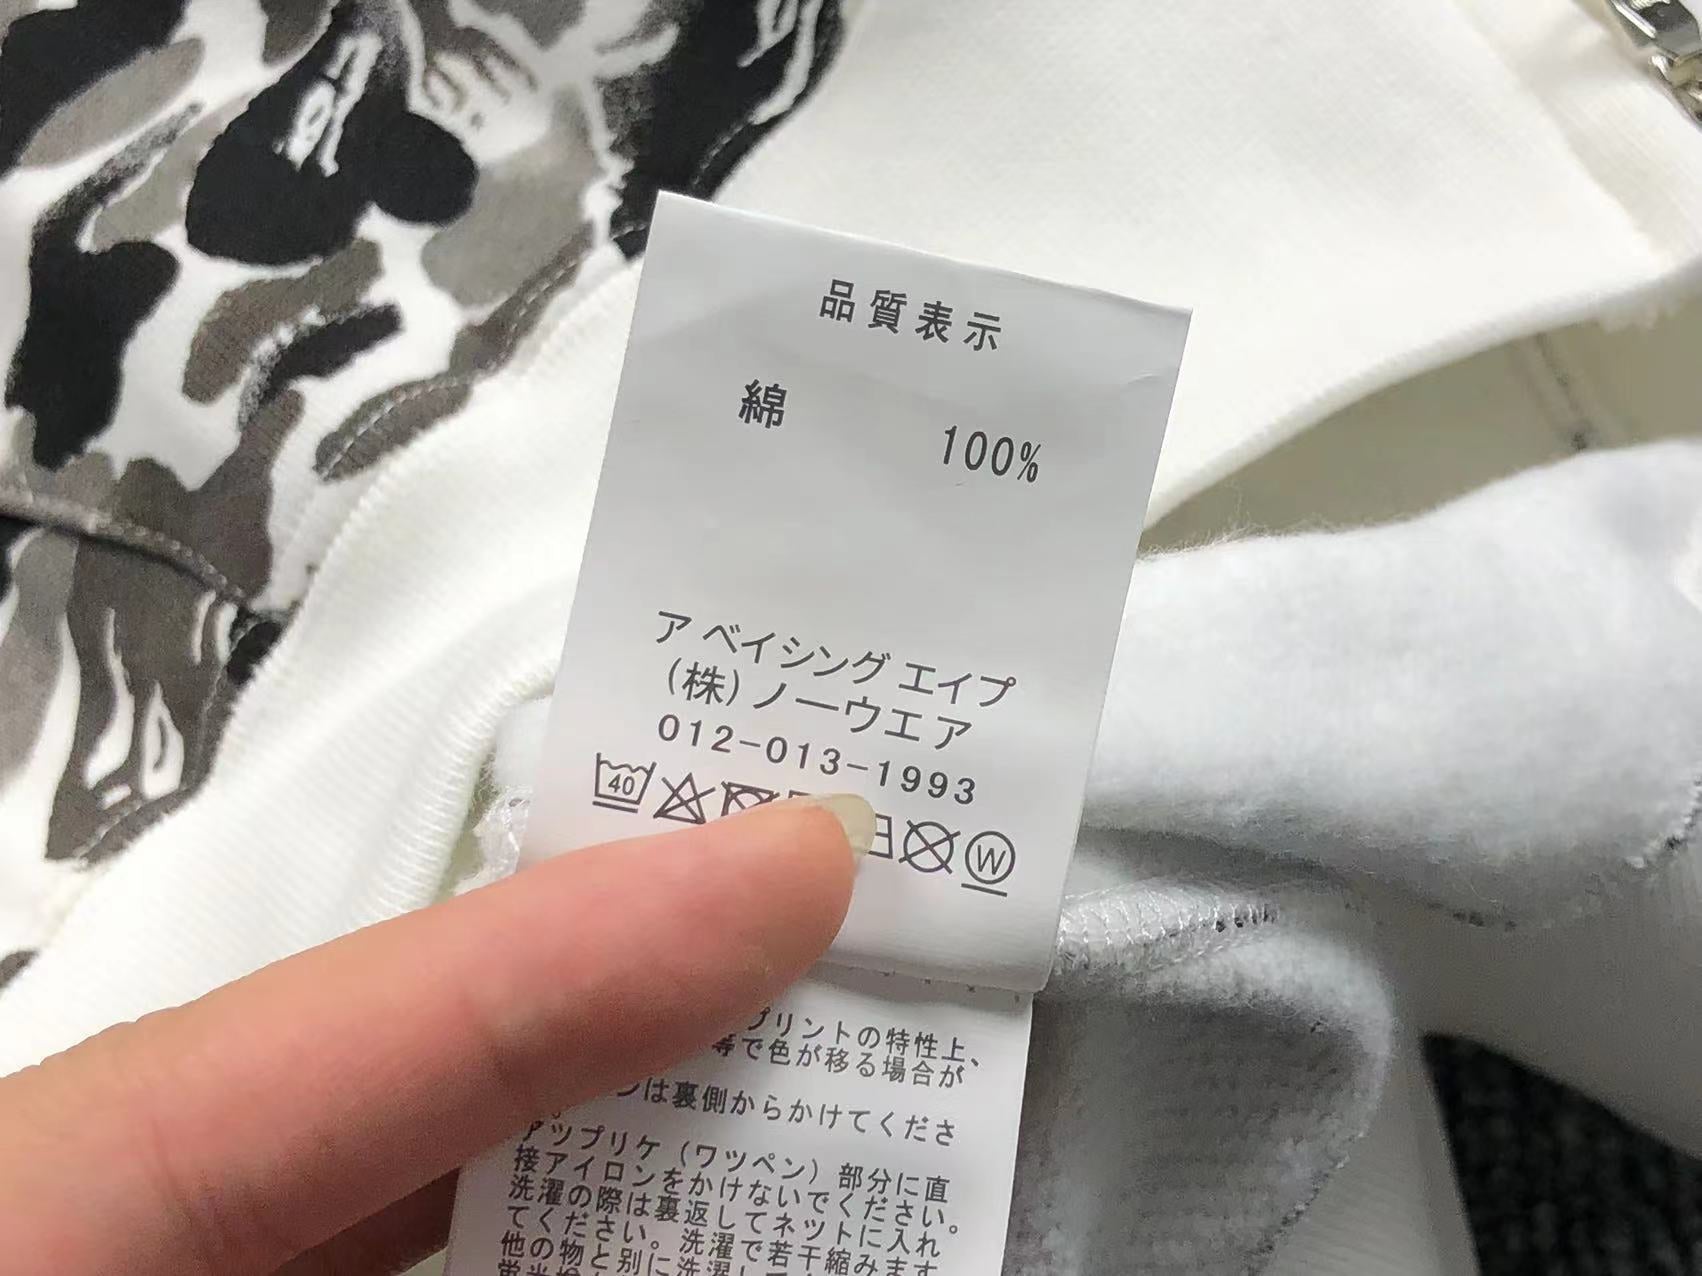 品質表示
綿 100%
ア ベイシング エイプ
(株)ノーウエア
012-013-1993
40
W
プリントの特性上、
等で色が移る場合が
ンは裏側からかけてくださ
アツプリケ（ワツペン）部分に直
接アイロンをかけないでください。
洗濯の際は裏返してネットに入れ
てください。洗濯で若干縮みます
他の物と別に洗濯し